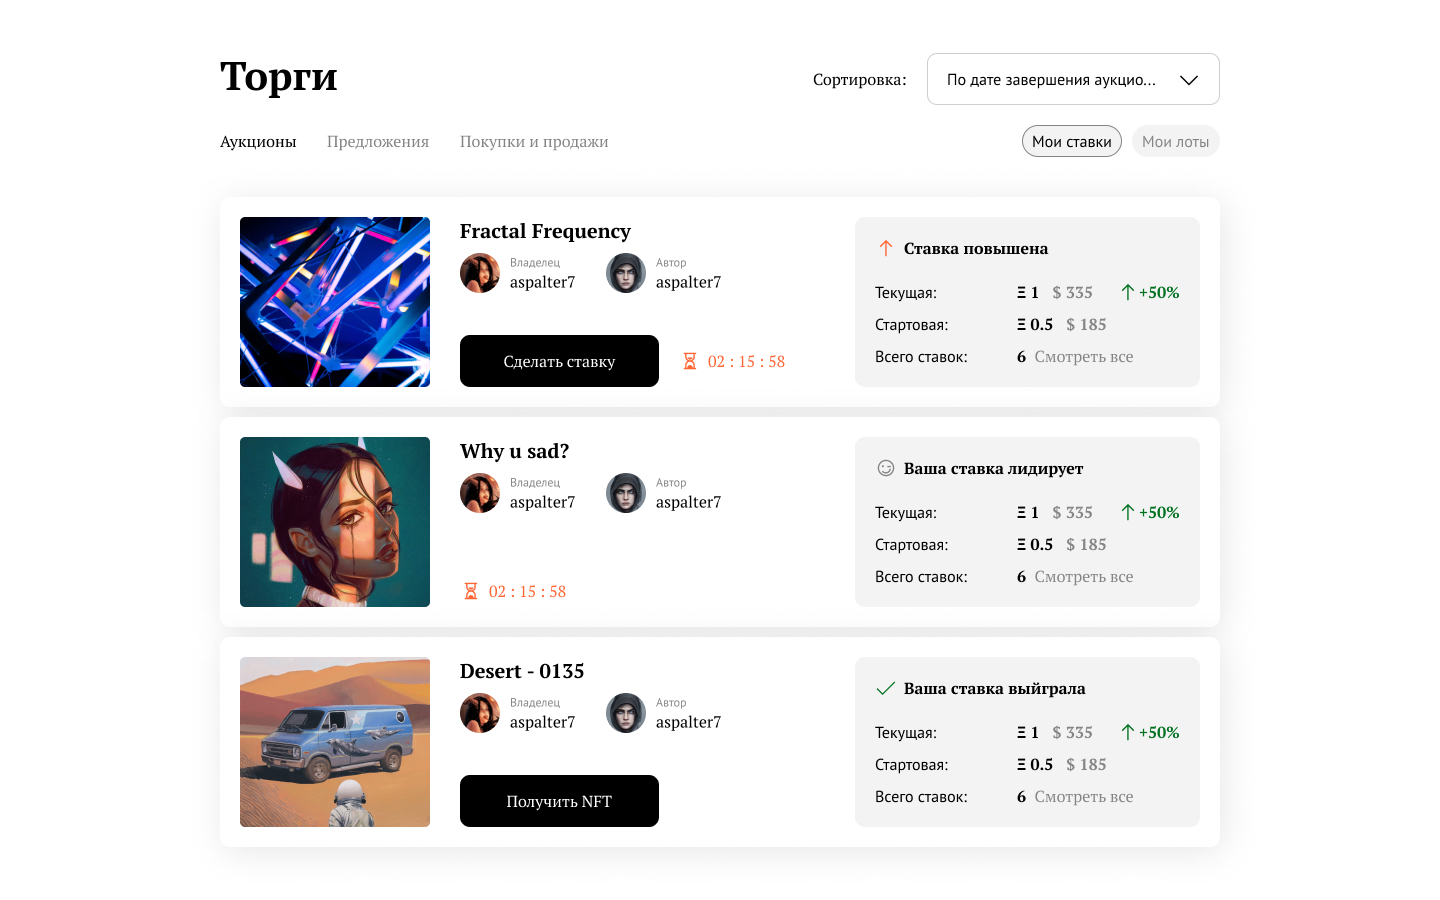 Торги
Сортировка:
По дате завершения аукцио...
Аукционы
Предложения
Покупки и продажи
Мои ставки
Мои лоты
Fractal Frequency
Владелец
aspalter7
Автор
aspalter7
Сделать ставку
02 : 15 : 58
Ставка повышена
Текущая: Ξ 1 $ 335 +50%
Стартовая: Ξ 0.5 $ 185
Всего ставок: 6 Смотреть все
Why u sad?
Владелец
aspalter7
Автор
aspalter7
02 : 15 : 58
Ваша ставка лидирует
Текущая: Ξ 1 $ 335 +50%
Стартовая: Ξ 0.5 $ 185
Всего ставок: 6 Смотреть все
Desert - 0135
Владелец
aspalter7
Автор
aspalter7
Получить NFT
Ваша ставка выйграла
Текущая: Ξ 1 $ 335 +50%
Стартовая: Ξ 0.5 $ 185
Всего ставок: 6 Смотреть все